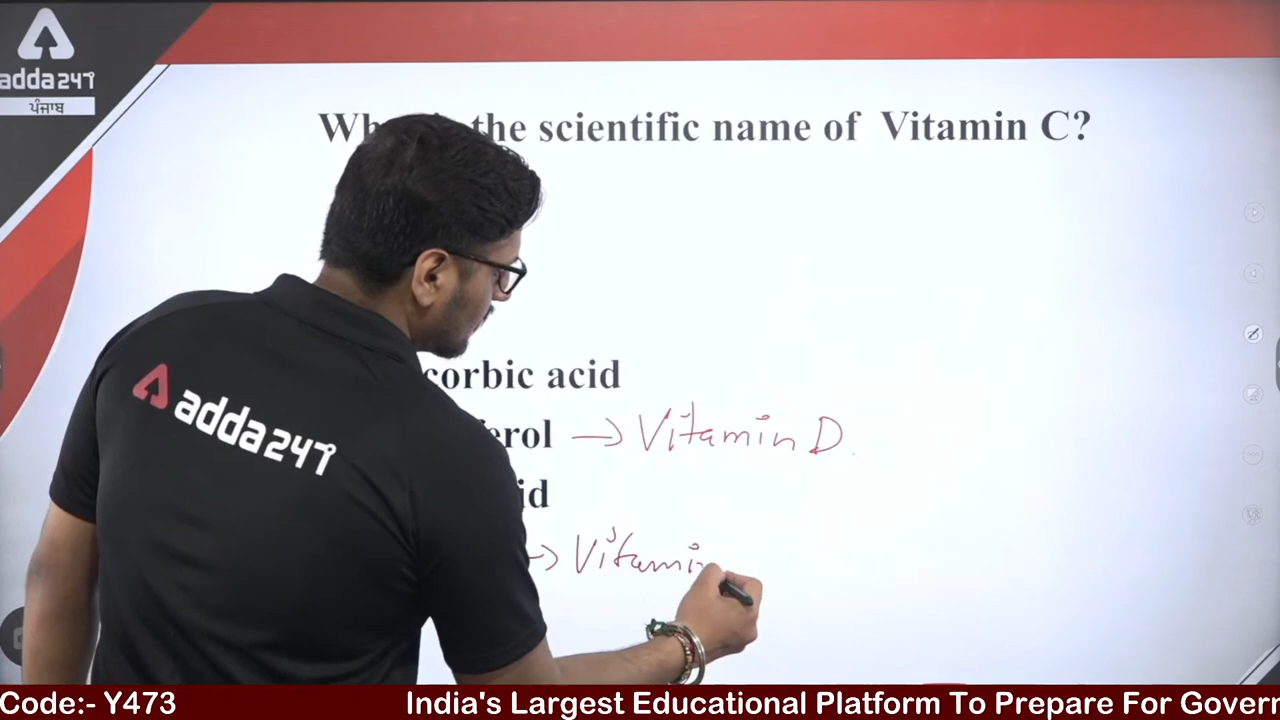 adda247
ਪੰਜਾਬ
the scientific name of Vitamin C?
corbic acid
erol → Vitamin D.
id
→ Vitami
adda247
Code:- Y473 India's Largest Educational Platform To Prepare For Govern